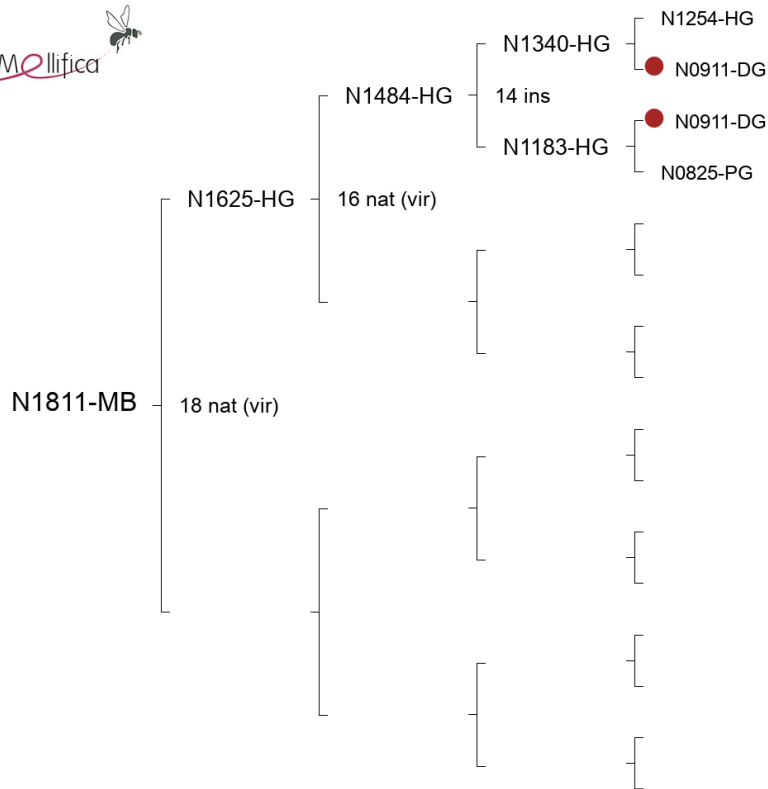 Mellifica
N1254-HG
N1340-HG
N0911-DG
N1484-HG
14 ins
N0911-DG
N1183-HG
N0825-PG
N1625-HG
16 nat (vir)
N1811-MB
18 nat (vir)